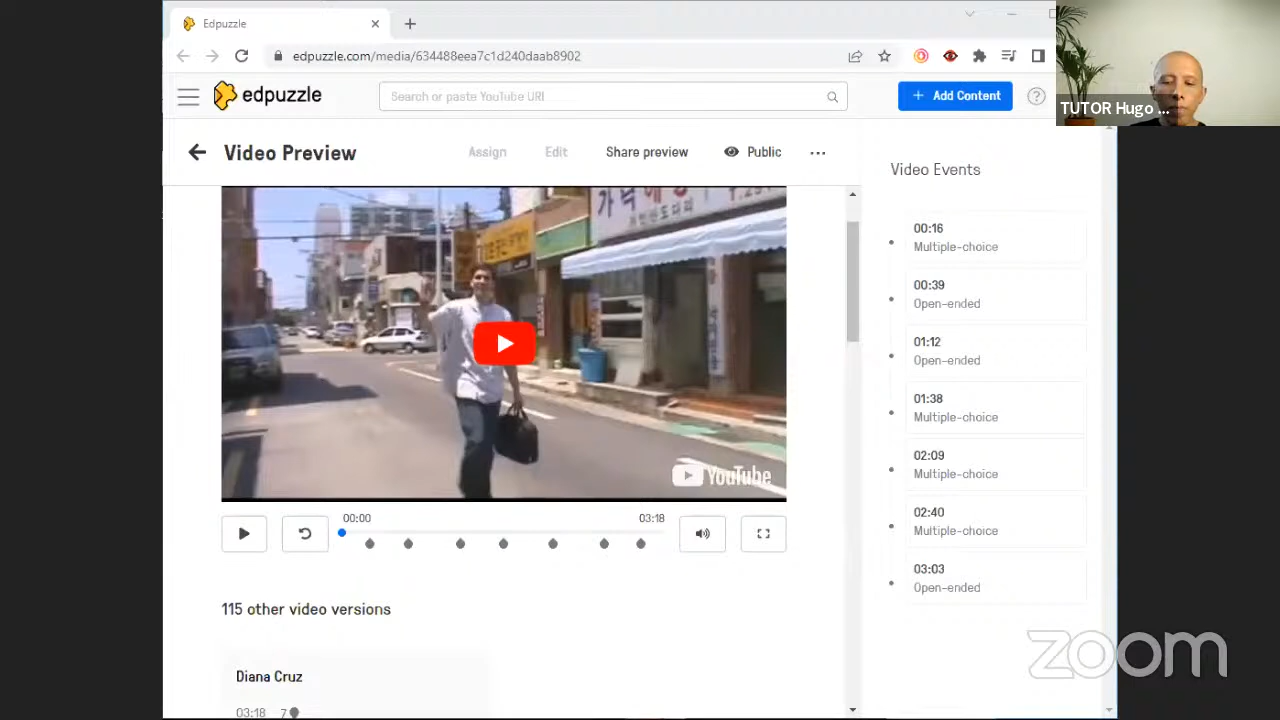 Edpuzzle
edpuzzle.com/media/634488eea7c1d240daab8902
edpuzzle
Search or paste YouTube URL
Add Content
TUTOR Hugo ...
Video Preview
Assign
Edit
Share preview
Public
Video Events
00:16
Multiple-choice
00:39
Open-ended
01:12
Open-ended
01:38
Multiple-choice
02:09
Multiple-choice
02:40
Multiple-choice
03:03
Open-ended
YouTube
00:00
03:18
115 other video versions
Diana Cruz
03:18 7
zoom